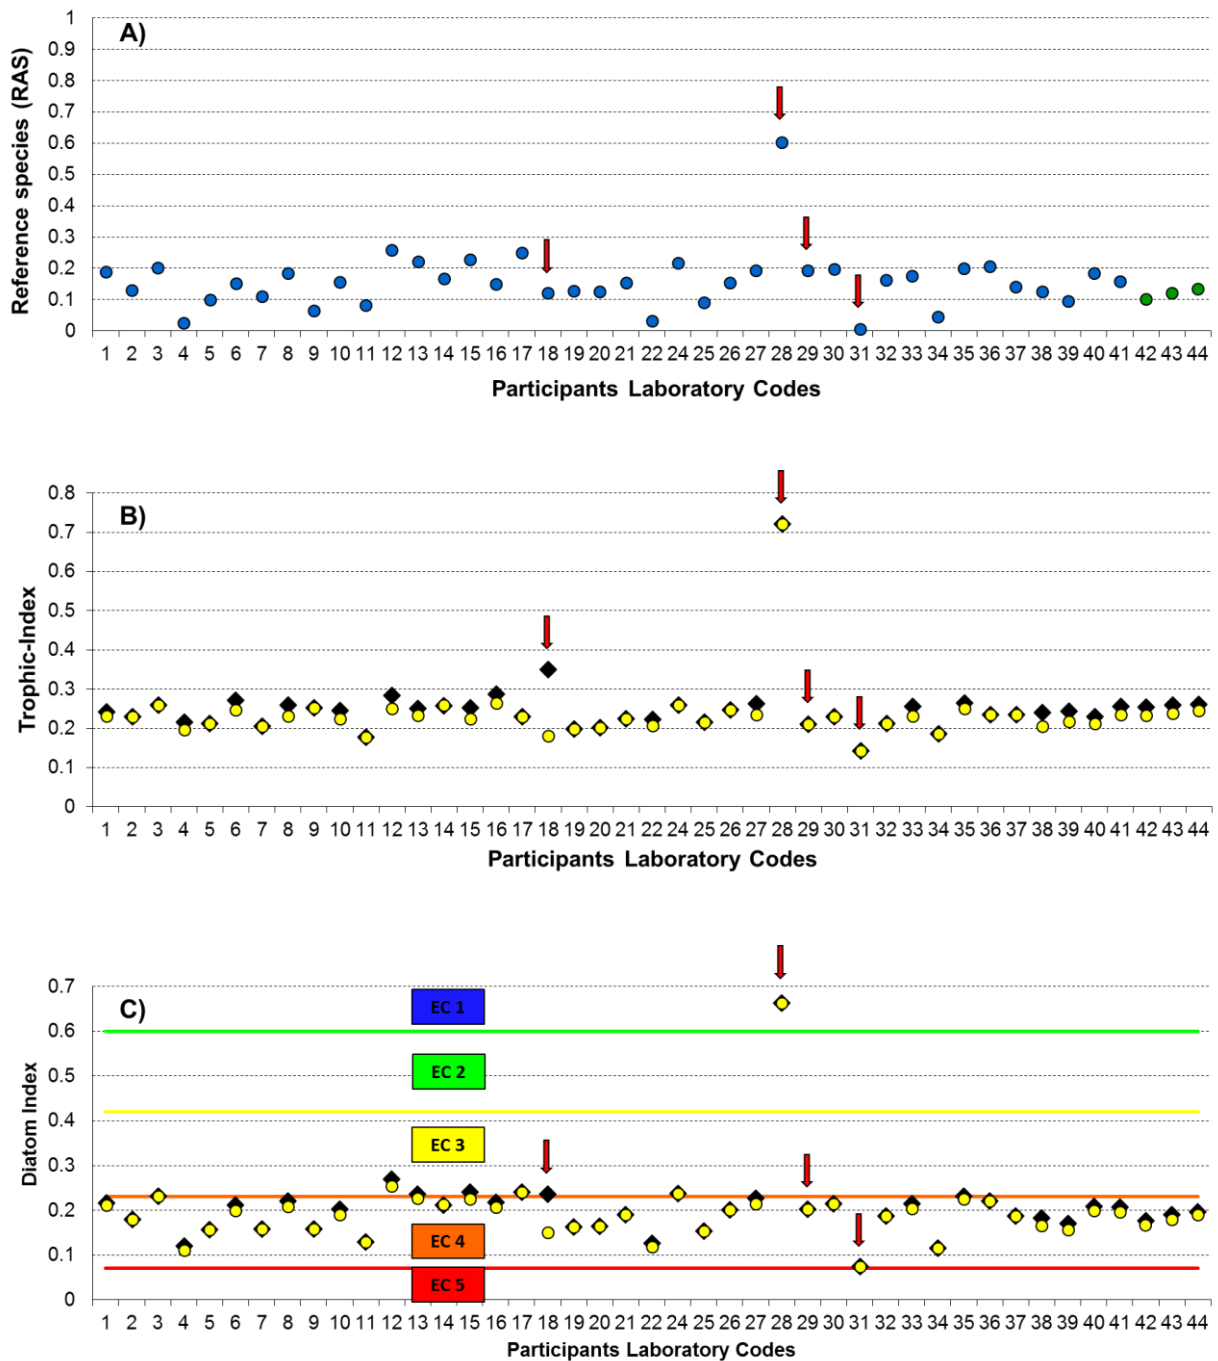 A)
Reference species (RAS)
1
0.9
0.8
0.7
0.6
0.5
0.4
0.3
0.2
0.1
0
1 2 3 4 5 6 7 8 9 10 11 12 13 14 15 16 17 18 19 20 21 22 24 25 26 27 28 29 30 31 32 33 34 35 36 37 38 39 40 41 42 43 44
Participants Laboratory Codes
B)
Trophic-Index
0.8
0.7
0.6
0.5
0.4
0.3
0.2
0.1
0
1 2 3 4 5 6 7 8 9 10 11 12 13 14 15 16 17 18 19 20 21 22 24 25 26 27 28 29 30 31 32 33 34 35 36 37 38 39 40 41 42 43 44
Participants Laboratory Codes
C)
Diatom Index
0.7
0.6
0.5
0.4
0.3
0.2
0.1
0
EC 1
EC 2
EC 3
EC 4
EC 5
1 2 3 4 5 6 7 8 9 10 11 12 13 14 15 16 17 18 19 20 21 22 24 25 26 27 28 29 30 31 32 33 34 35 36 37 38 39 40 41 42 43 44
Participants Laboratory Codes